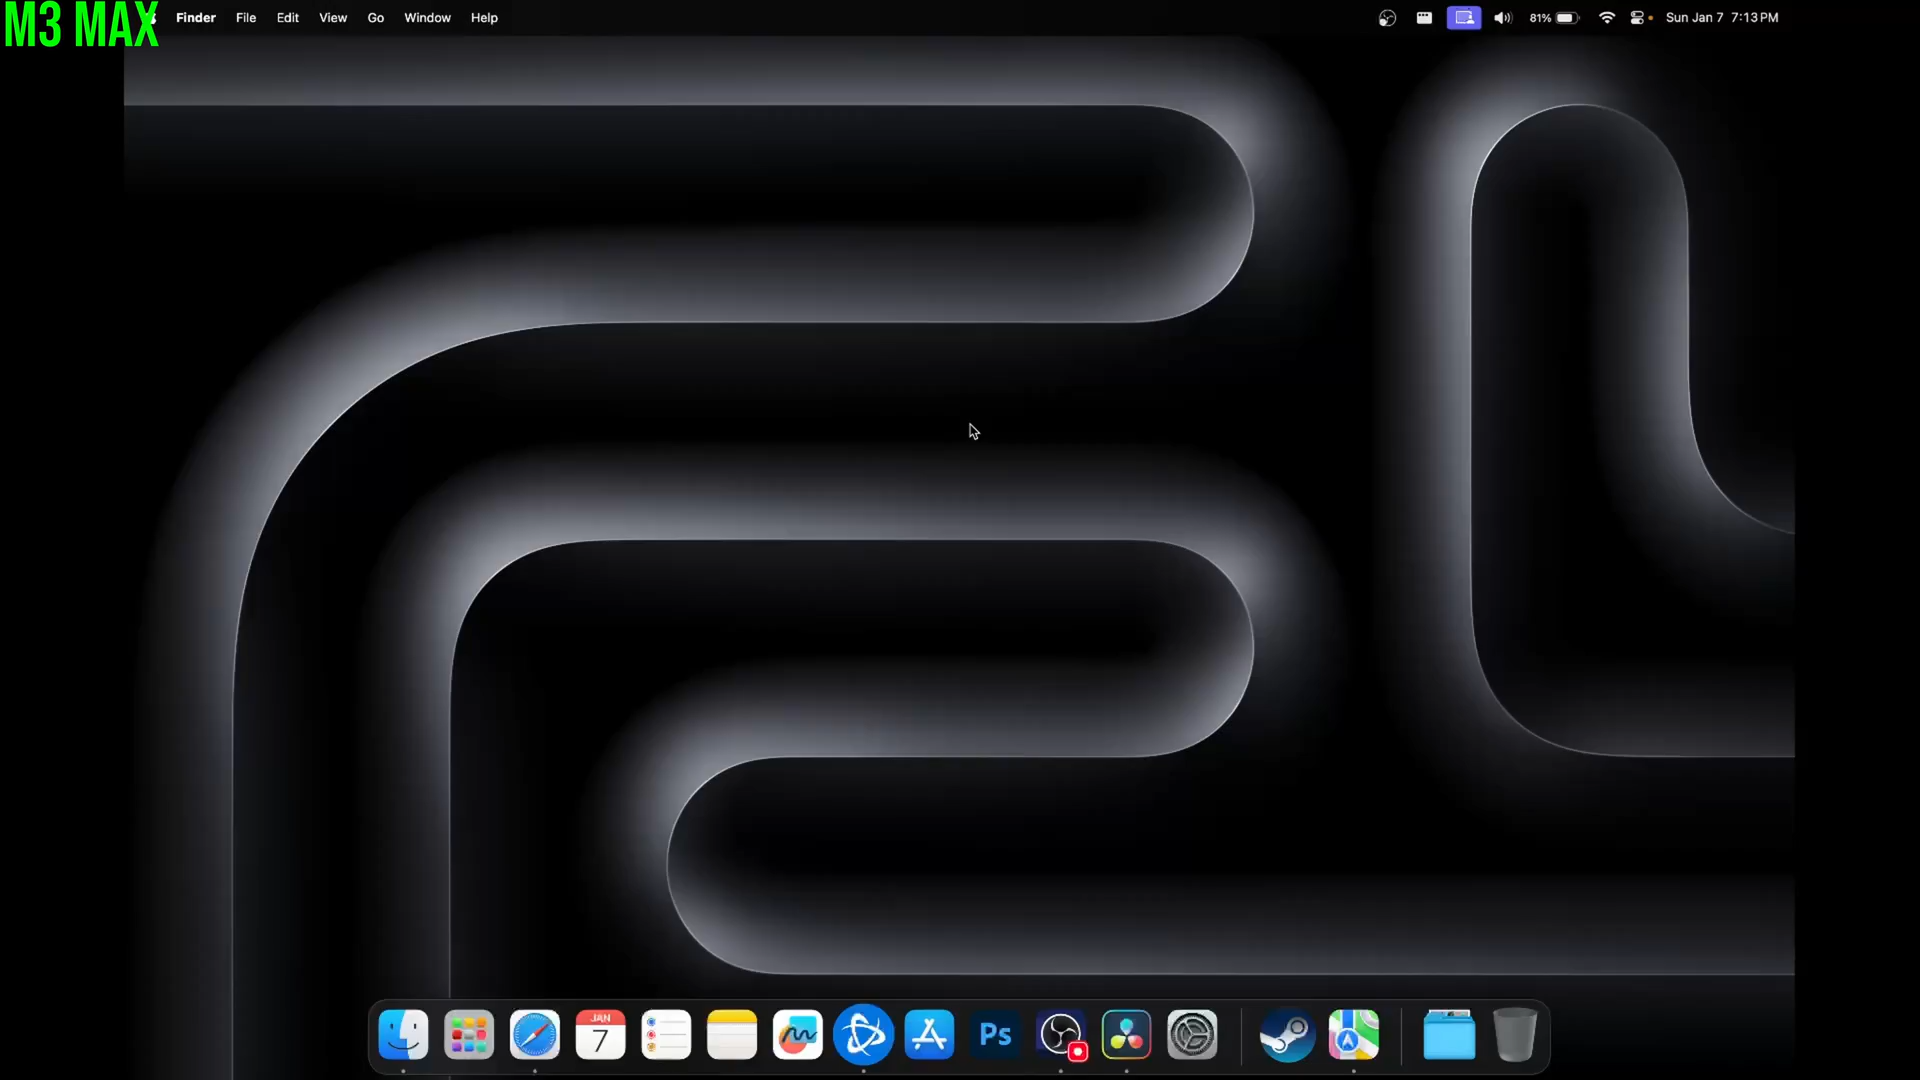 M3 MAX
Finder File Edit View Go Window Help
81% Sun Jan 7 7:13 PM
JAN
7
Ps